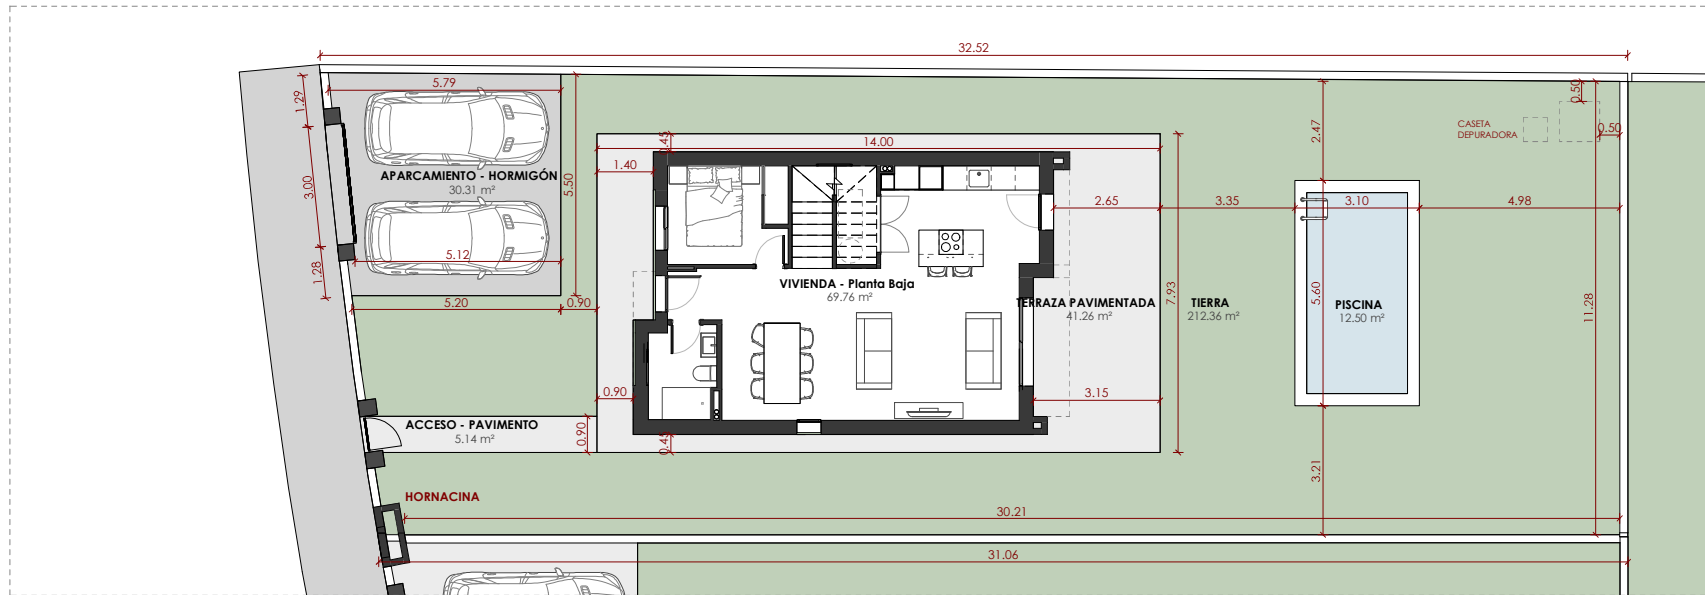 32.52
5.79
1.29
0.50
2.47
CASETA
DEPURADORA
0.50
0.45
14.00
1.40
APARCAMIENTO - HORMIGÓN
30.31 m²
5.50
3.00
2.65
3.35
3.10
4.98
5.12
1.28
VIVIENDA - Planta Baja
69.76 m²
5.20
0.90
TERRAZA PAVIMENTADA
41.26 m²
7.93
TIERRA
212.36 m²
5.60
PISCINA
12.50 m²
11.28
0.90
3.15
ACCESO - PAVIMENTO
5.14 m²
0.90
0.45
3.21
HORNACINA
30.21
31.06